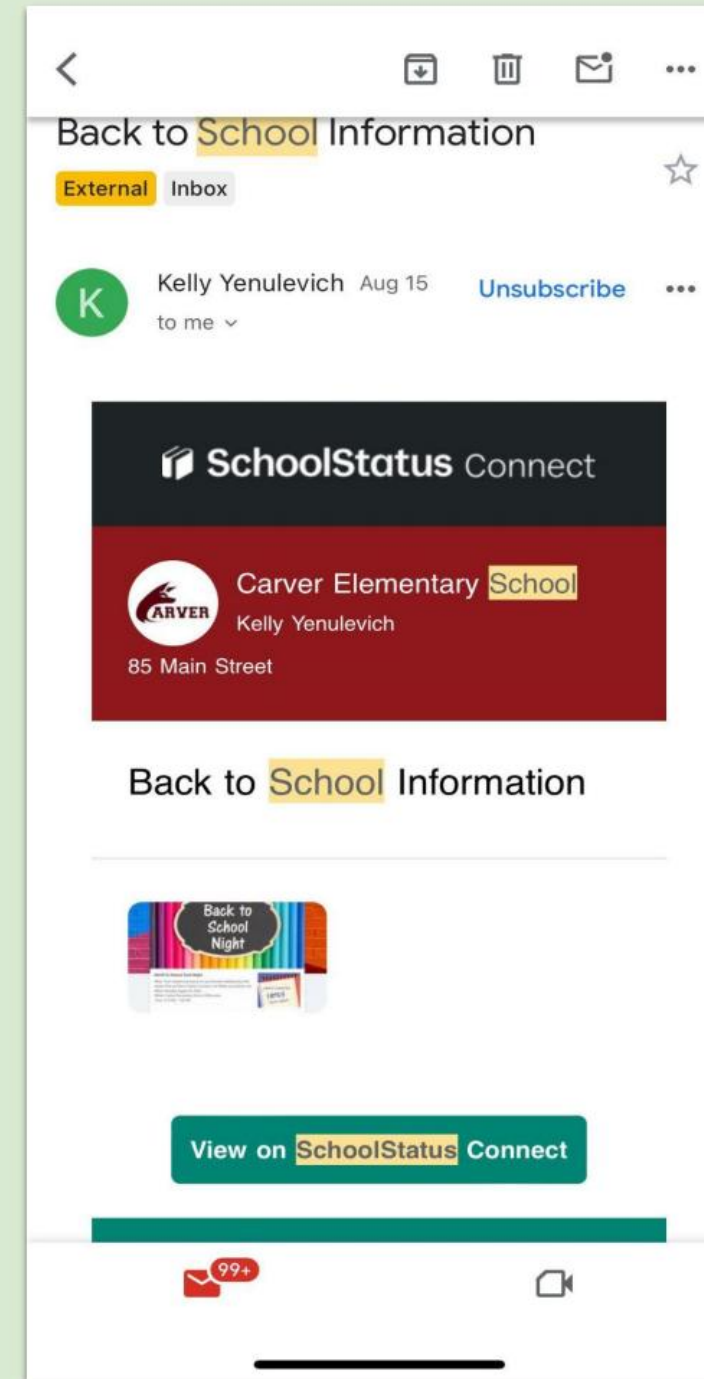 Back to School Information
External Inbox
K
Kelly Yenulevich Aug 15 Unsubscribe
to me
SchoolStatus Connect
CARVER
Carver Elementary School
Kelly Yenulevich
85 Main Street
Back to School Information
Back to
School
Night
View on SchoolStatus Connect
99+